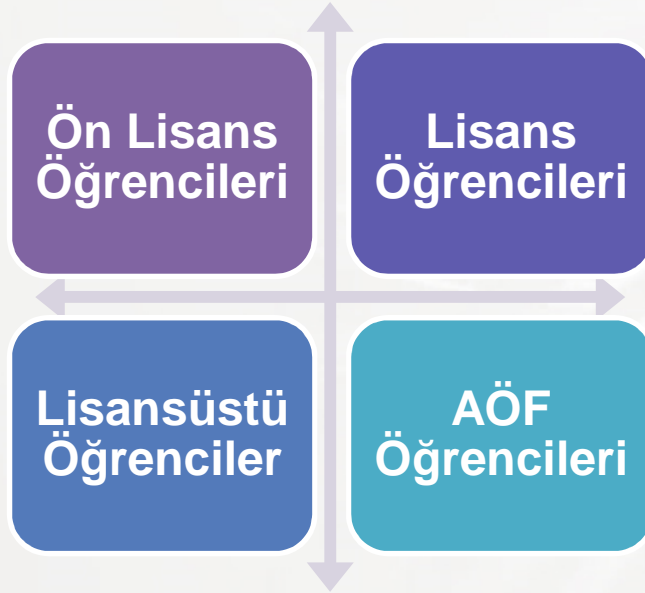 Ön Lisans
Öğrencileri
Lisans
Öğrencileri
Lisansüstü
Öğrenciler
AÖF
Öğrencileri